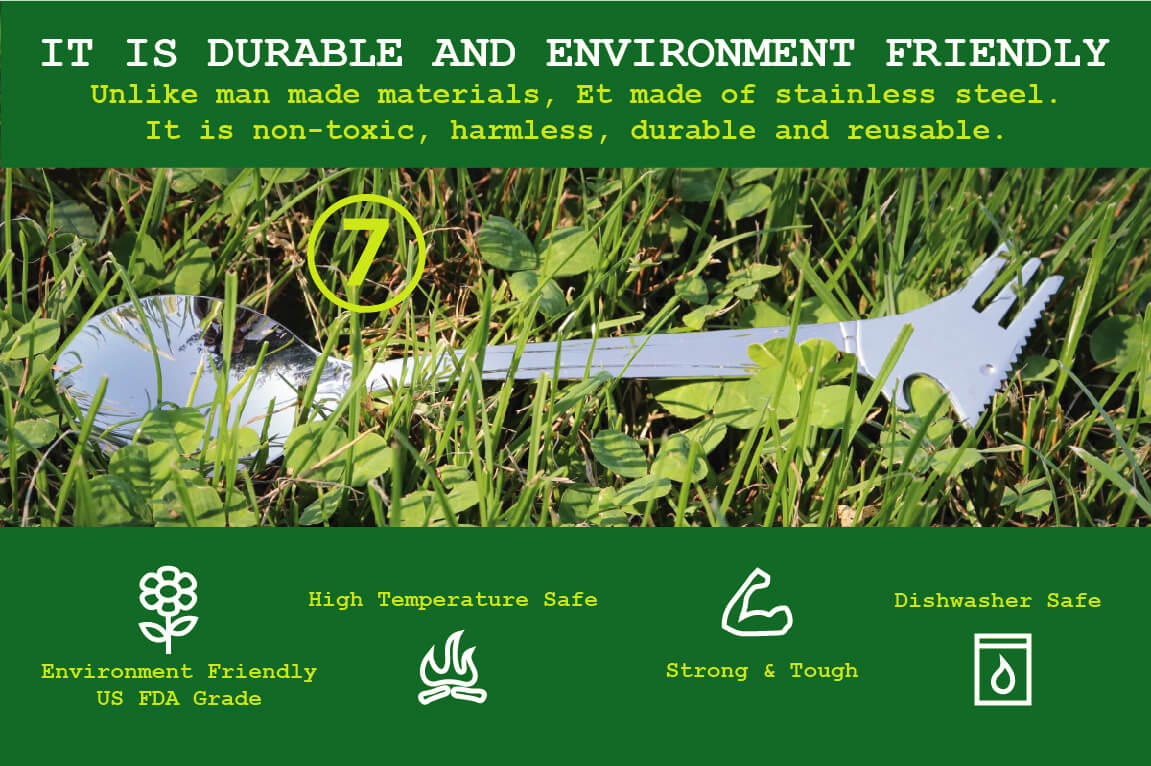 IT IS DURABLE AND ENVIRONMENT FRIENDLY
Unlike man made materials, Et made of stainless steel.
It is non-toxic, harmless, durable and reusable.
7
High Temperature Safe
Dishwasher Safe
Environment Friendly
US FDA Grade
Strong & Tough